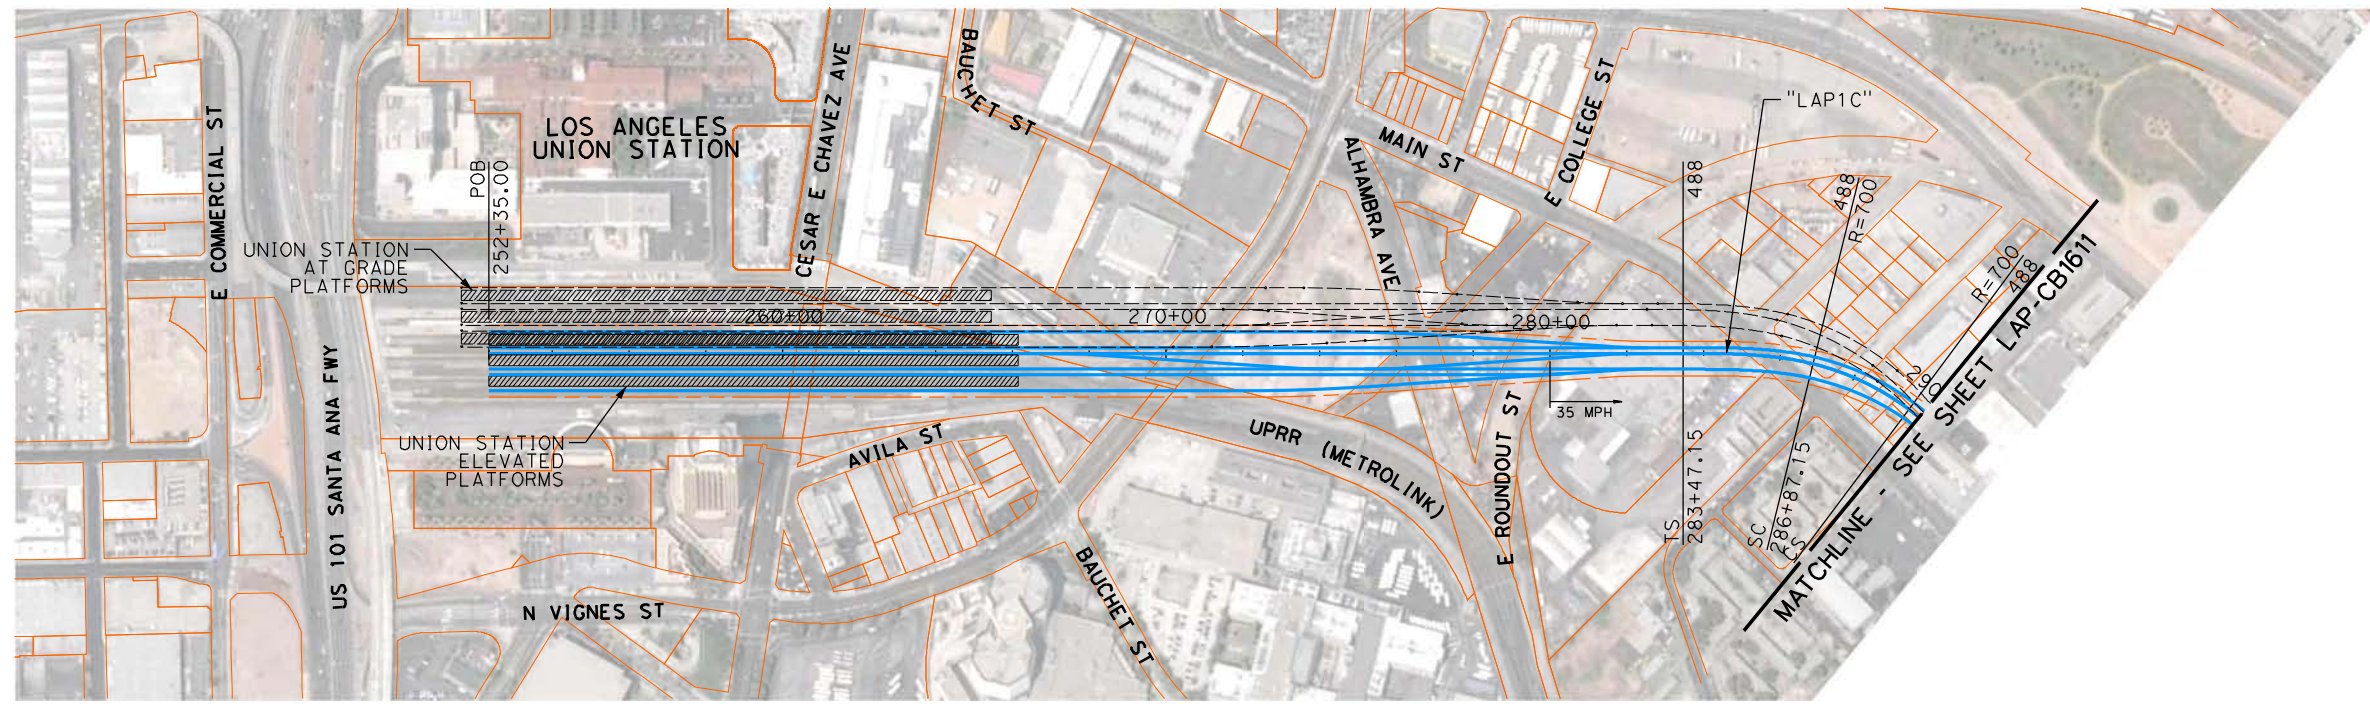 LOS ANGELES
UNION STATION
E COMMERCIAL ST
US 101 SANTA ANA FWY
POB
252+35.00
UNION STATION
AT GRADE
PLATFORMS
CESAR E CHAVEZ AVE
BAUCHET ST
MAIN ST
ALHAMBRA AVE
E COLLEGE ST
"LAP1C"
488
488
R=700
R=700
488
260+00
270+00
280+00
290
35 MPH
UNION STATION
ELEVATED
PLATFORMS
AVILA ST
UPRR (METROLINK)
E ROUNDOUT ST
N VIGNES ST
BAUCHET ST
TS
283+47.15
SC
286+87.15
CS
MATCHLINE - SEE SHEET LAP-CB1611